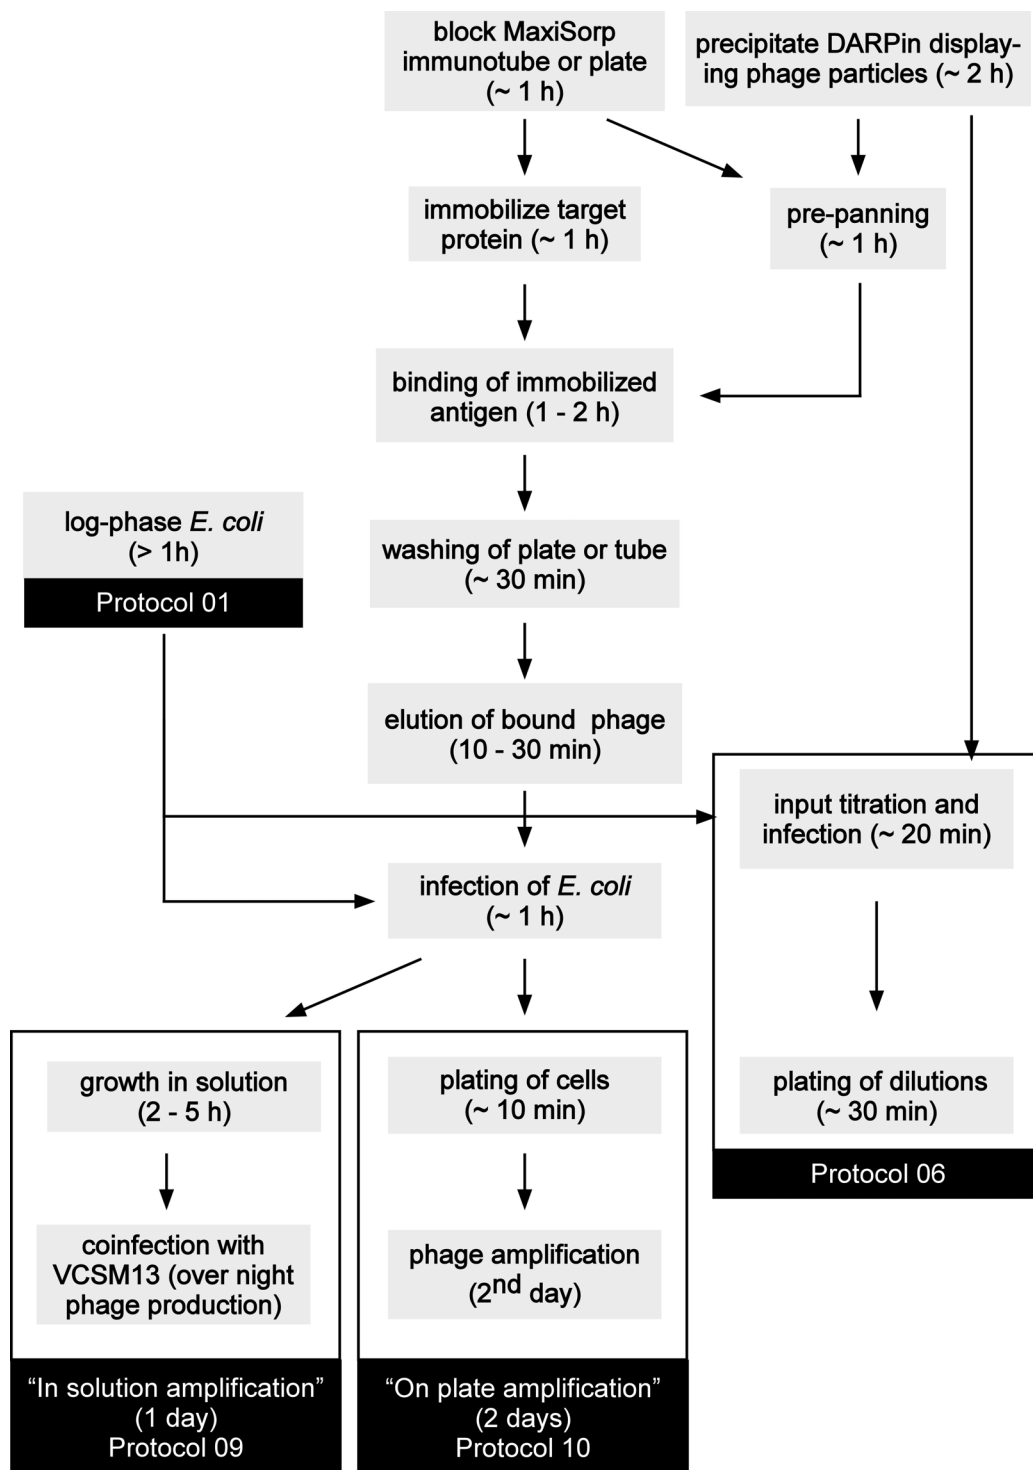 block MaxiSorp
immunotube or plate
(~ 1 h)
precipitate DARPin display-
ing phage particles (~ 2 h)
immobilize target
protein (~ 1 h)
pre-panning
(~ 1 h)
binding of immobilized
antigen (1 - 2 h)
log-phase E. coli
(> 1h)
Protocol 01
washing of plate or tube
(~ 30 min)
elution of bound phage
(10 - 30 min)
input titration and
infection (~ 20 min)
infection of E. coli
(~ 1 h)
growth in solution
(2 - 5 h)
plating of cells
(~ 10 min)
plating of dilutions
(~ 30 min)
Protocol 06
coinfection with
VCSM13 (over night
phage production)
phage amplification
(2nd day)
“In solution amplification”
(1 day)
Protocol 09
“On plate amplification”
(2 days)
Protocol 10